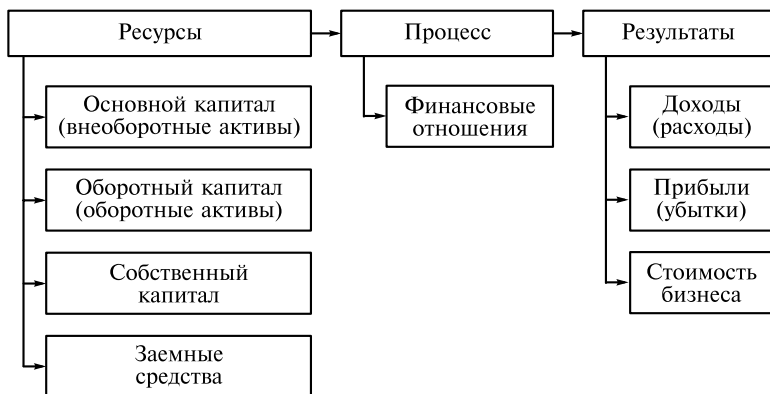 Ресурсы
Процесс
Результаты
Основной капитал
(внеоборотные активы)
Оборотный капитал
(оборотные активы)
Собственный
капитал
Заемные
средства
Финансовые
отношения
Доходы
(расходы)
Прибыли
(убытки)
Стоимость
бизнеса